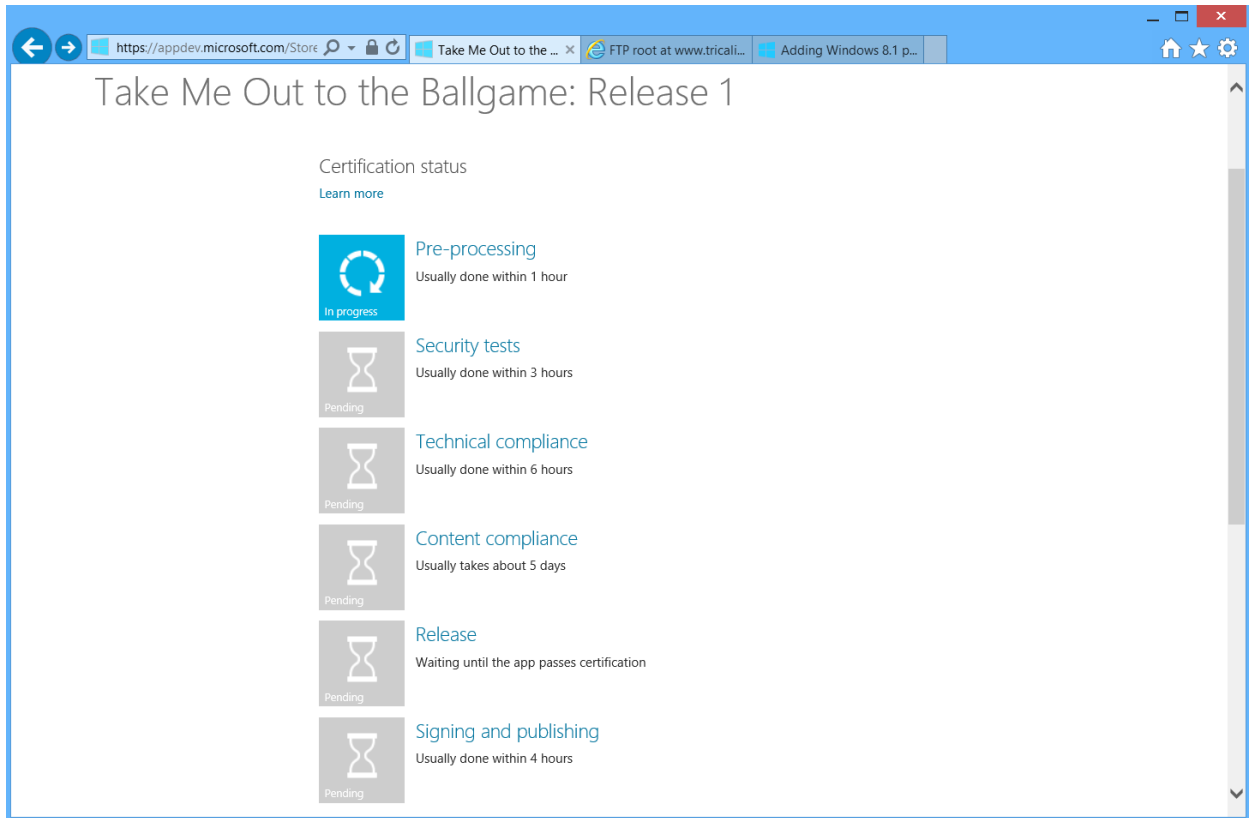 https://appdev.microsoft.com/Store
Take Me Out to the ...
FTP root at www.tricali...
Adding Windows 8.1 p...
Take Me Out to the Ballgame: Release 1
Certification status
Learn more
Pre-processing
Usually done within 1 hour
In progress
Security tests
Usually done within 3 hours
Pending
Technical compliance
Usually done within 6 hours
Pending
Content compliance
Usually takes about 5 days
Pending
Release
Waiting until the app passes certification
Pending
Signing and publishing
Usually done within 4 hours
Pending